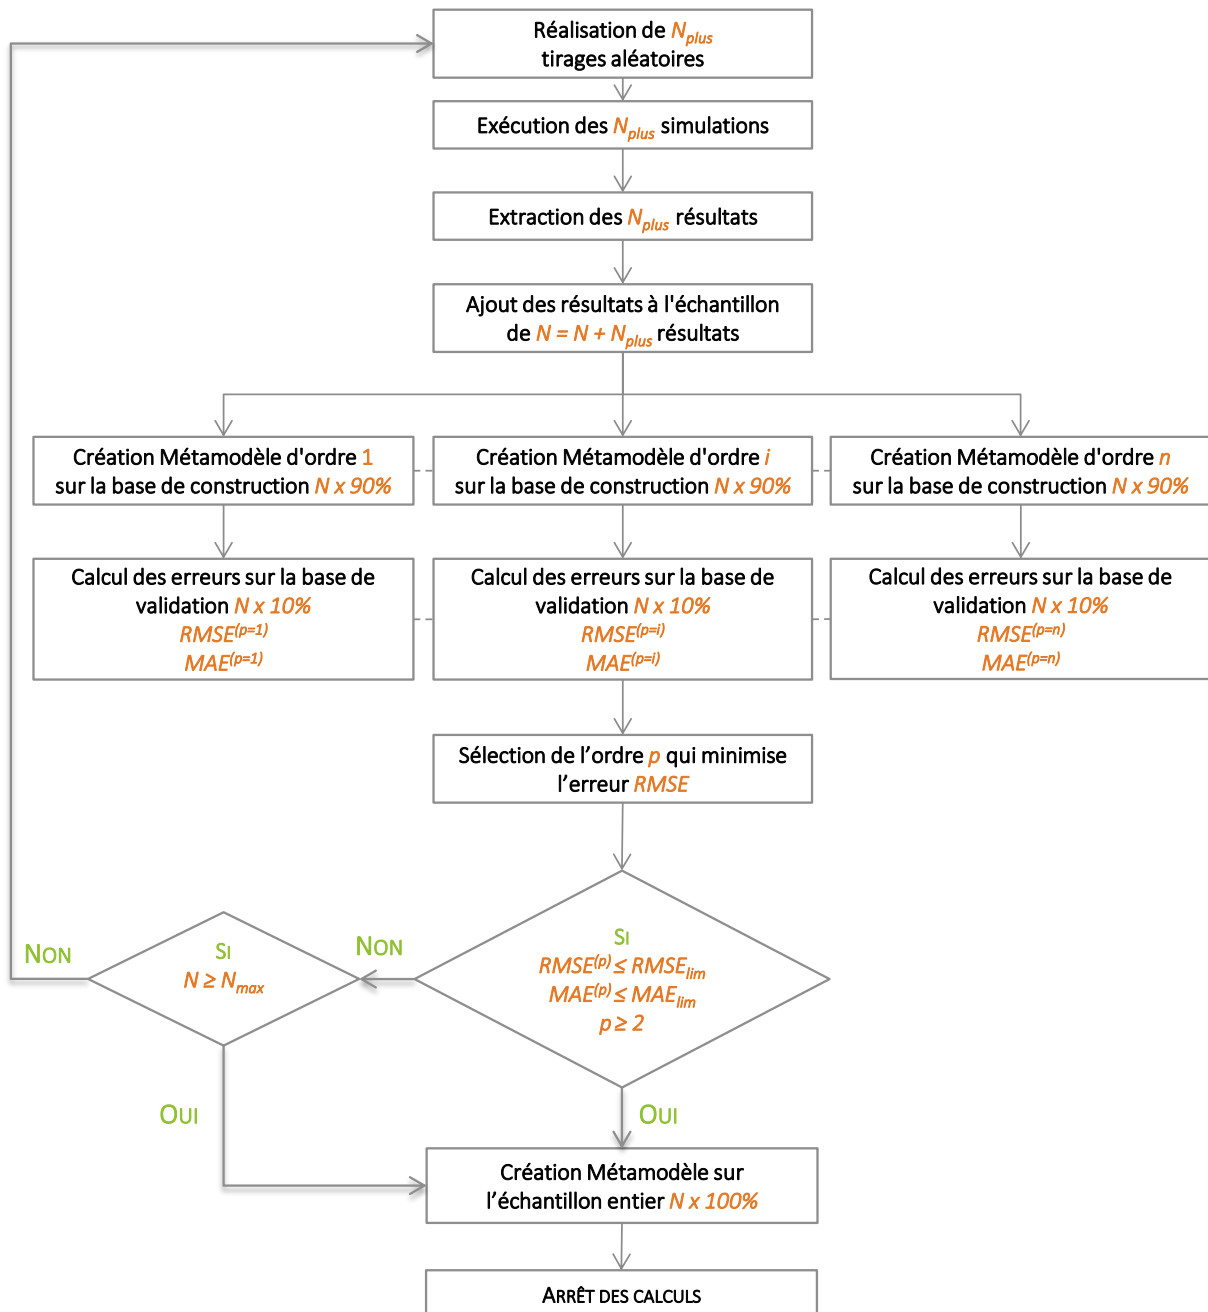 Réalisation de N_plus
tirages aléatoires
Exécution des N_plus simulations
Extraction des N_plus résultats
Ajout des résultats à l'échantillon
de N = N + N_plus résultats
Création Métamodèle d'ordre 1
sur la base de construction N x 90%
Création Métamodèle d'ordre i
sur la base de construction N x 90%
Création Métamodèle d'ordre n
sur la base de construction N x 90%
Calcul des erreurs sur la base de
validation N x 10%
RMSE^(p=1)
MAE^(p=1)
Calcul des erreurs sur la base de
validation N x 10%
RMSE^(p=i)
MAE^(p=i)
Calcul des erreurs sur la base de
validation N x 10%
RMSE^(p=n)
MAE^(p=n)
Sélection de l’ordre p qui minimise
l’erreur RMSE
SI
RMSE^(p) ≤ RMSE_lim
MAE^(p) ≤ MAE_lim
p ≥ 2
NON
SI
N ≥ N_max
NON
OUI
OUI
Création Métamodèle sur
l’échantillon entier N x 100%
ARRÊT DES CALCULS